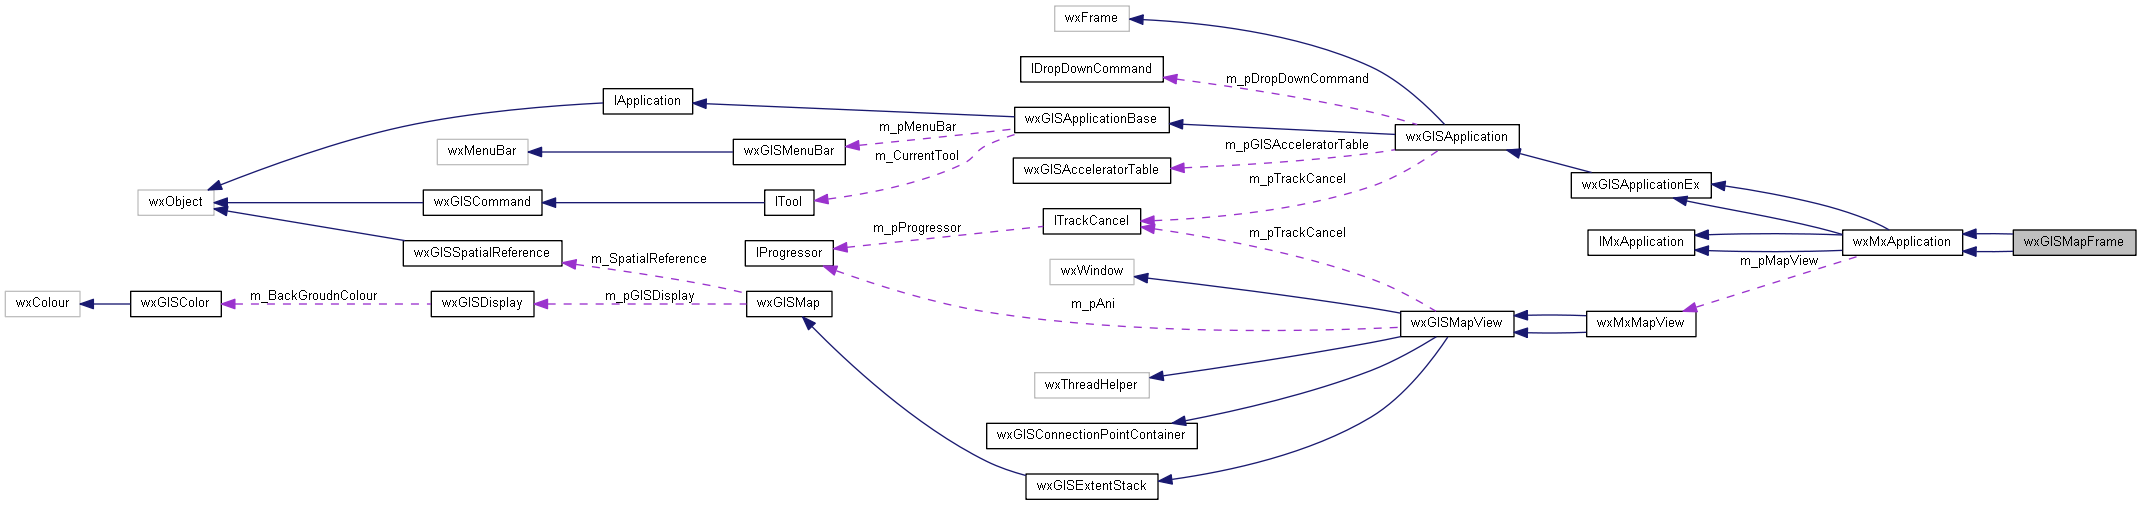 wxFrame
IDropDownCommand
m_pDropDownCommand
IApplication
wxGISApplicationBase
m_pMenuBar
wxGISApplication
wxMenuBar
wxGISMenuBar
m_CurrentTool
m_pGISAcceleratorTable
wxGISAcceleratorTable
m_pTrackCancel
wxGISApplicationEx
wxObject
wxGISCommand
ITool
ITrackCancel
m_pProgressor
m_pTrackCancel
IMxApplication
wxMxApplication
wxGISMapFrame
wxGISSpatialReference
m_SpatialReference
IProgressor
m_pMapView
wxWindow
wxColour
wxGISColor
m_BackGroudnColour
wxGISDisplay
m_pGISDisplay
wxGISMap
m_pAni
wxGISMapView
wxMxMapView
wxThreadHelper
wxGISConnectionPointContainer
wxGISExtentStack